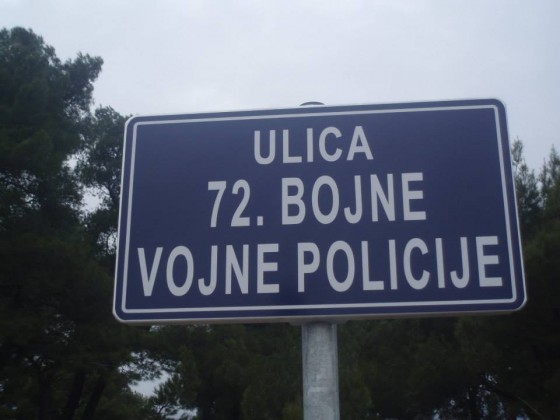 ULICA
72. BOJNE
VOJNE POLICIJE